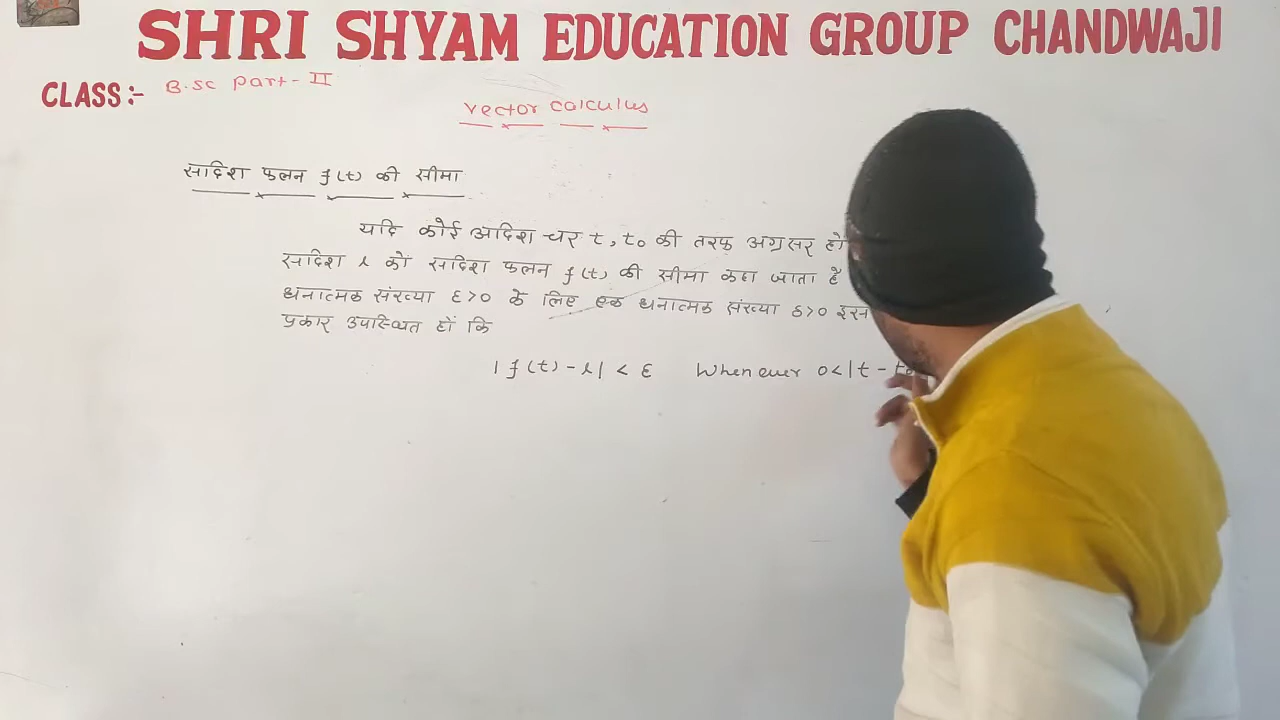 SHRI SHYAM EDUCATION GROUP CHANDWAJI
CLASS:- B.sc part-II
vector calculus
सादिश फलन f(t) की सीमा
यदि कोई अदिश चर t, t₀ की तरफ अग्रसर हो
सादिश l को सादिश फलन f(t) की सीमा कहा जाता है
धनात्मक संख्या ε>0 के लिए एक धनात्मक संख्या δ>0 इस
प्रकार उपस्थित हों कि
|f(t)-l| < ε Whenever 0<|t-t₀